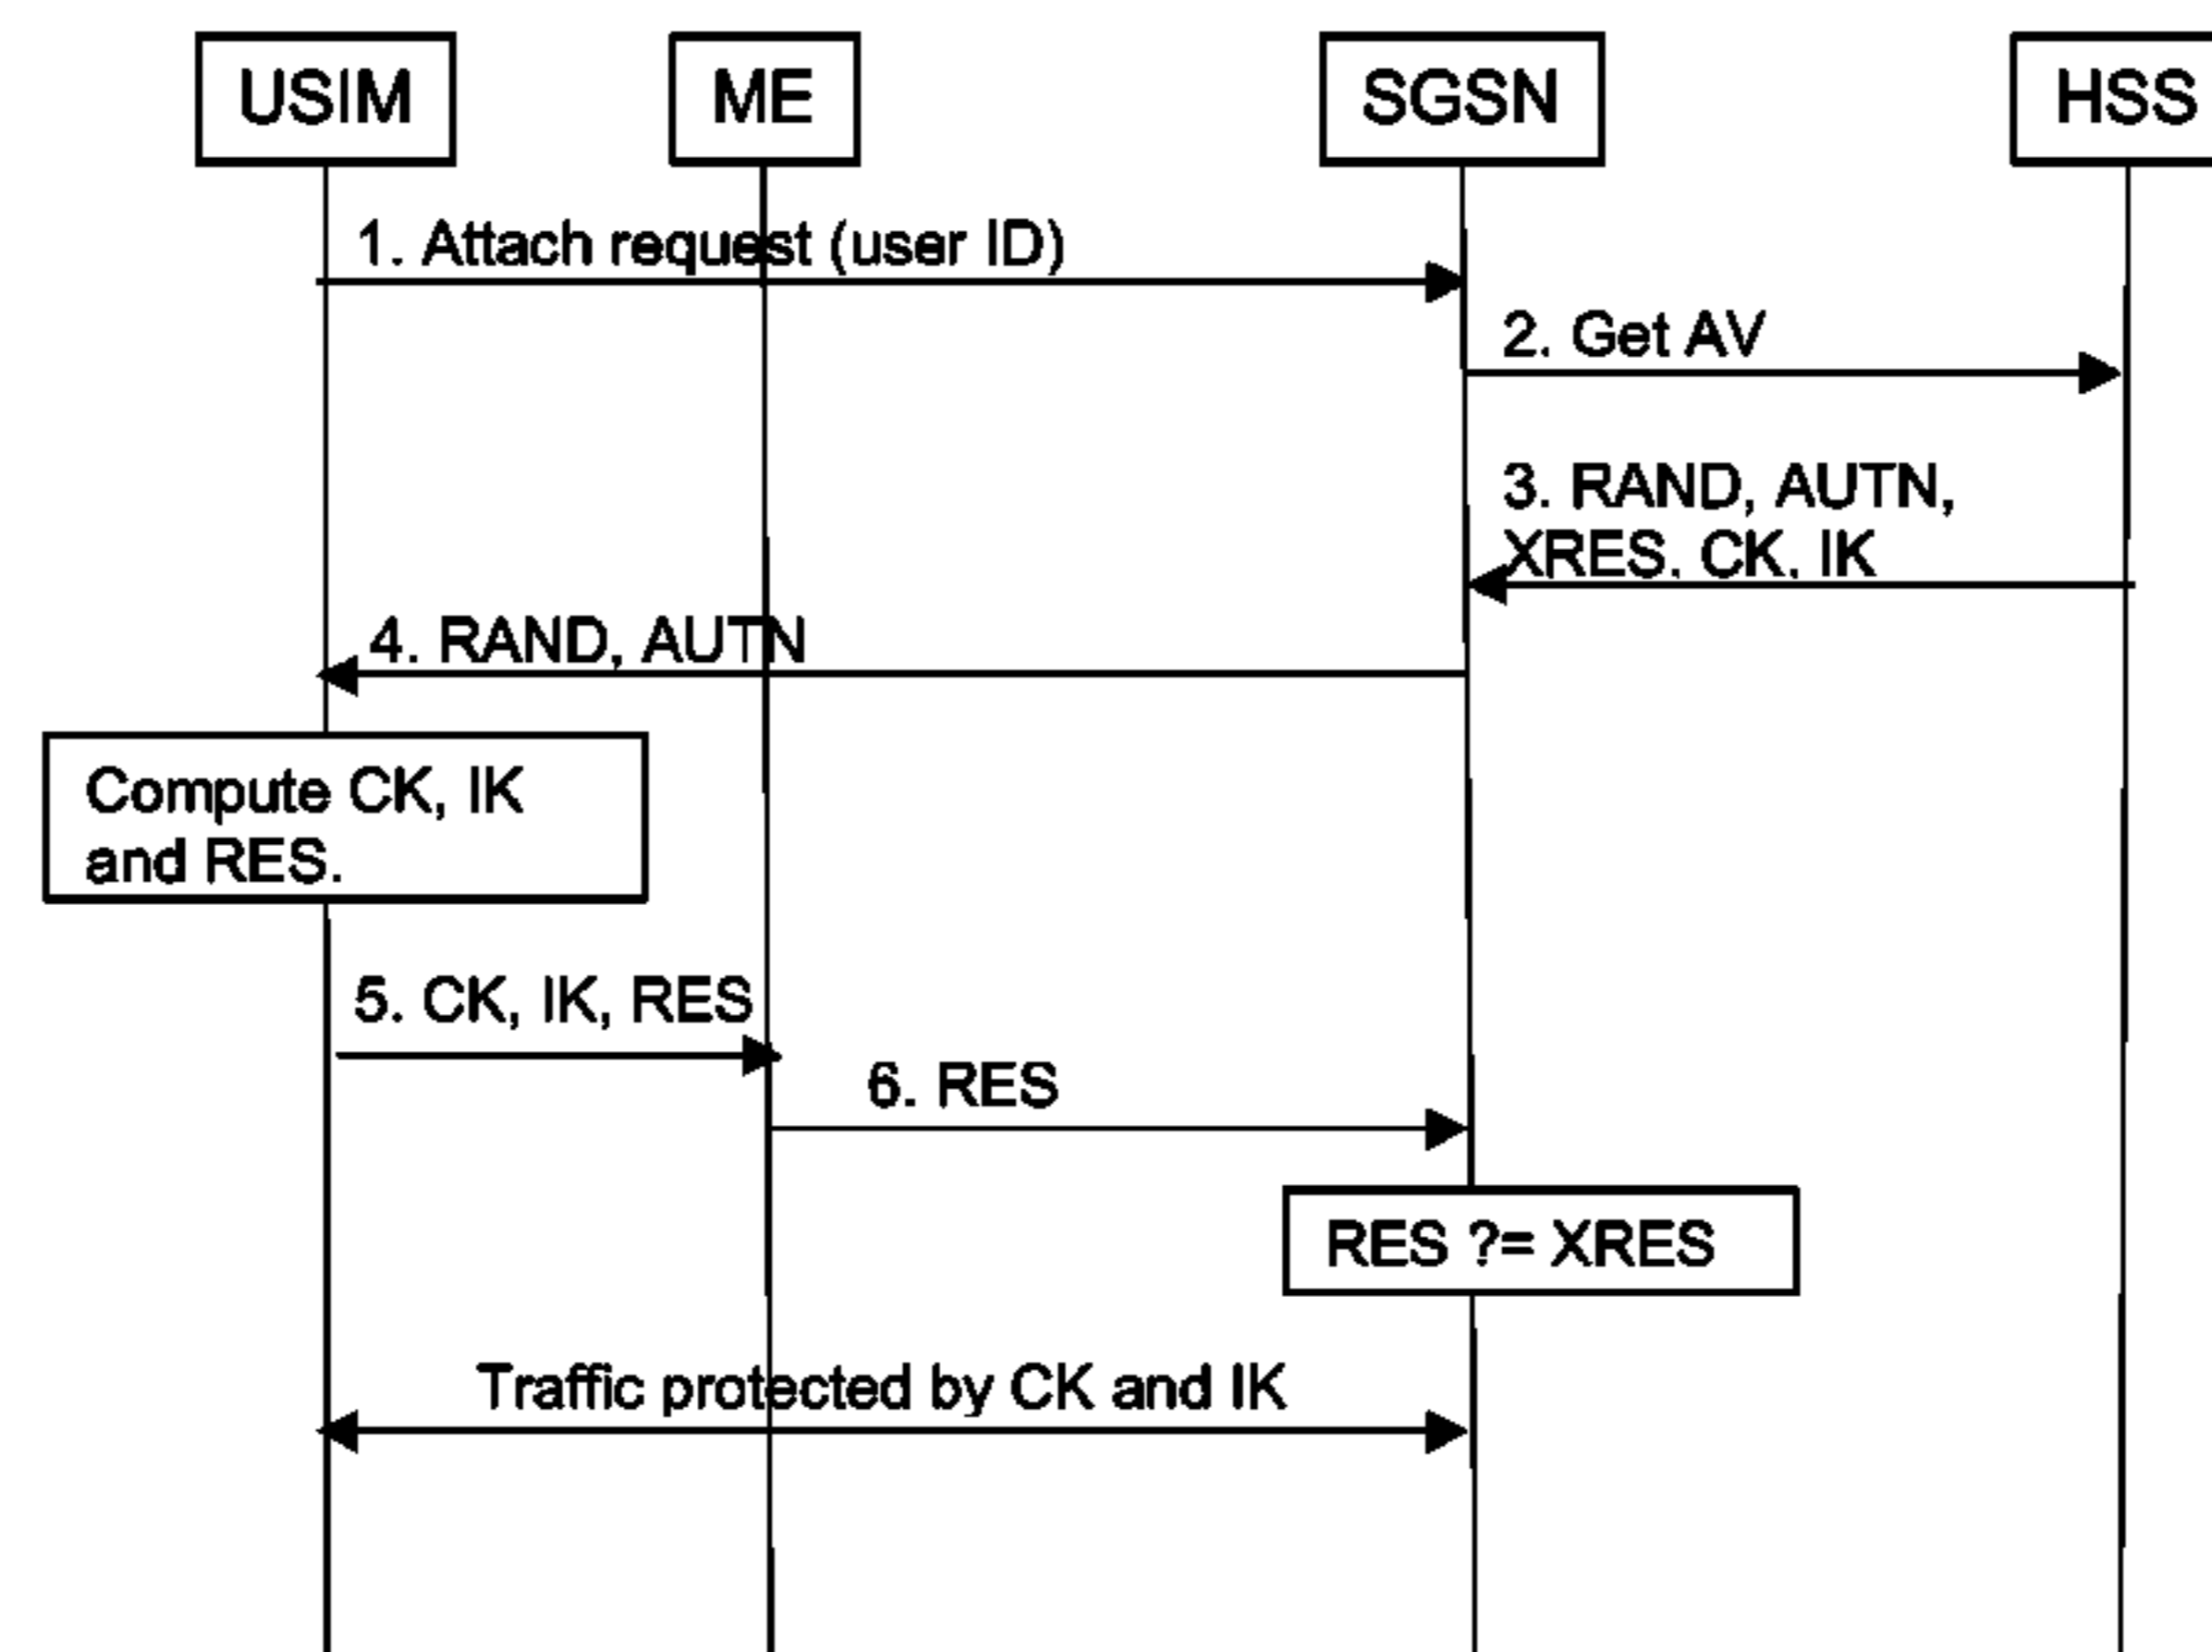 USIM
ME
SGSN
HSS
1. Attach request (user ID)
2. Get AV
3. RAND, AUTN,
XRES. CK. IK
4. RAND, AUTN
Compute CK, IK
and RES.
5. CK, IK, RES
6. RES
RES ?= XRES
Traffic protected by CK and IK